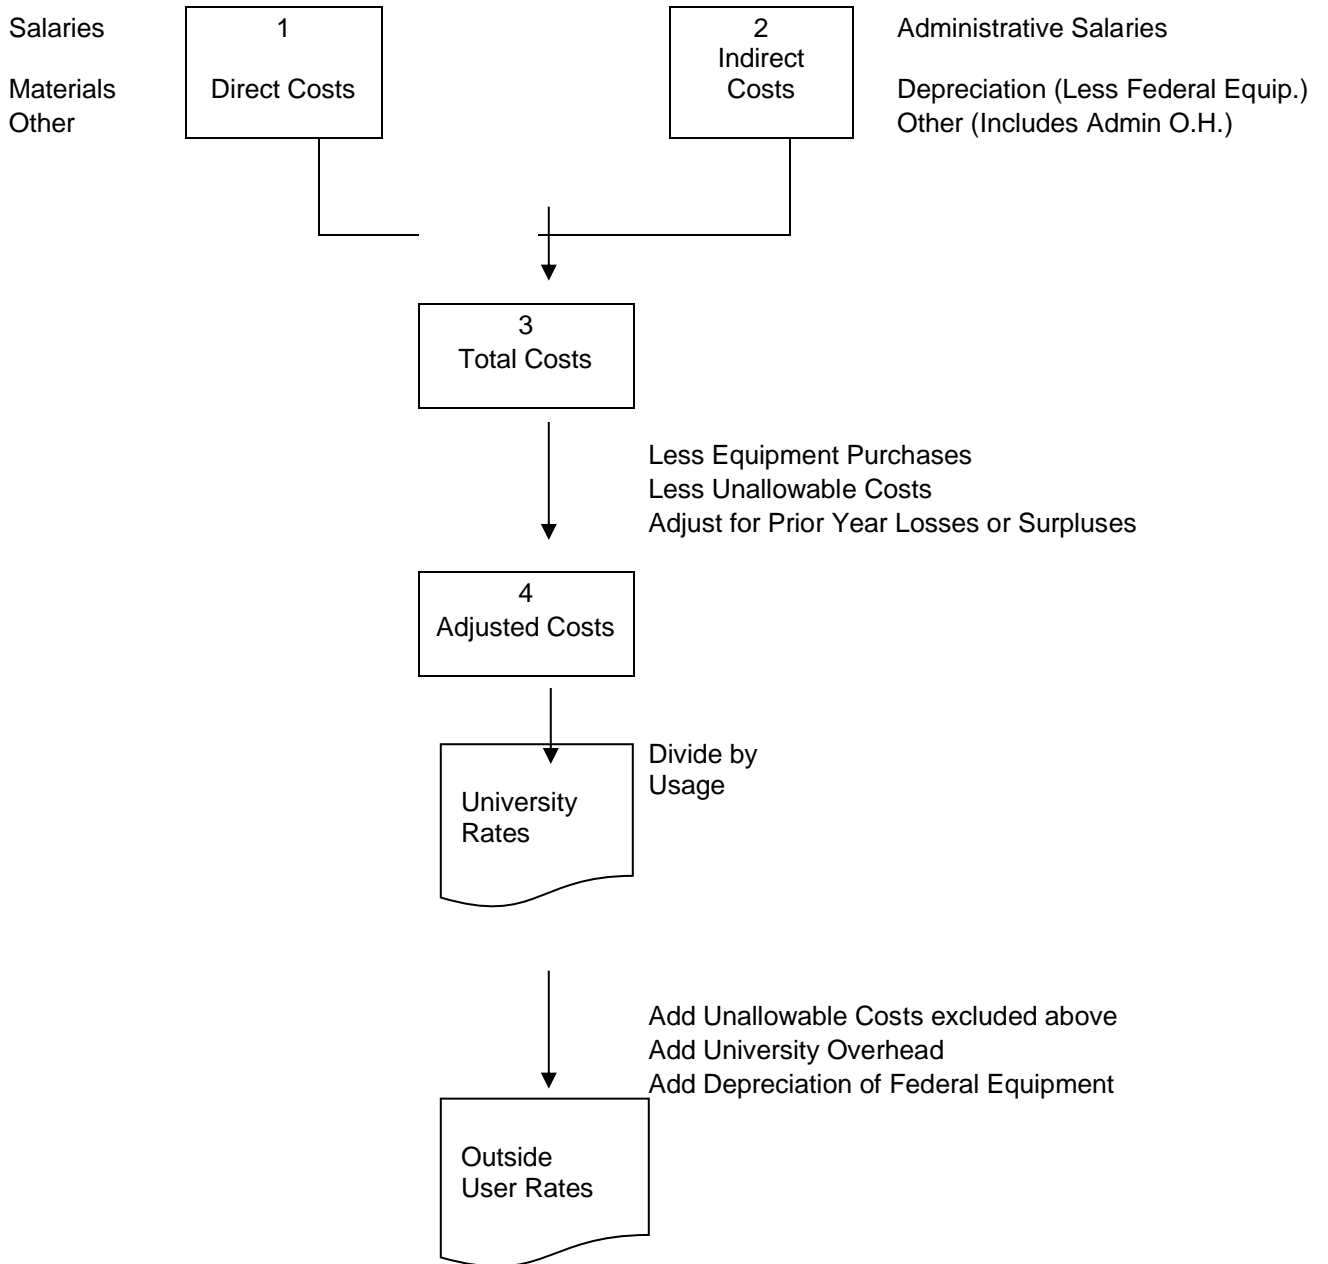 Salaries
Materials
Other
1
Direct Costs
2
Indirect
Costs
Administrative Salaries
Depreciation (Less Federal Equip.)
Other (Includes Admin O.H.)
3
Total Costs
Less Equipment Purchases
Less Unallowable Costs
Adjust for Prior Year Losses or Surpluses
4
Adjusted Costs
Divide by
Usage
University
Rates
Add Unallowable Costs excluded above
Add University Overhead
Add Depreciation of Federal Equipment
Outside
User Rates